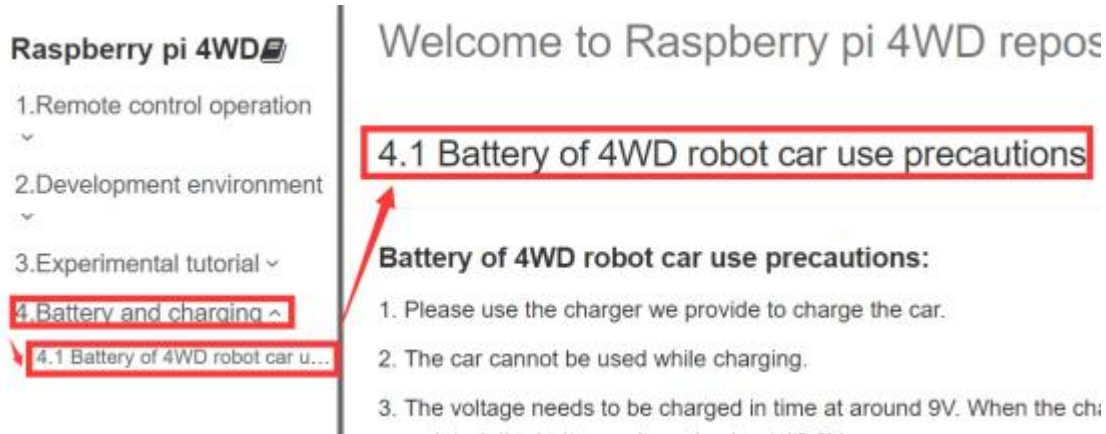 Raspberry pi 4WD
1.Remote control operation
2.Development environment
3.Experimental tutorial
4.Battery and charging
4.1 Battery of 4WD robot car u...
Welcome to Raspberry pi 4WD repos
4.1 Battery of 4WD robot car use precautions
Battery of 4WD robot car use precautions:
1. Please use the charger we provide to charge the car.
2. The car cannot be used while charging.
3. The voltage needs to be charged in time at around 9V. When the cha